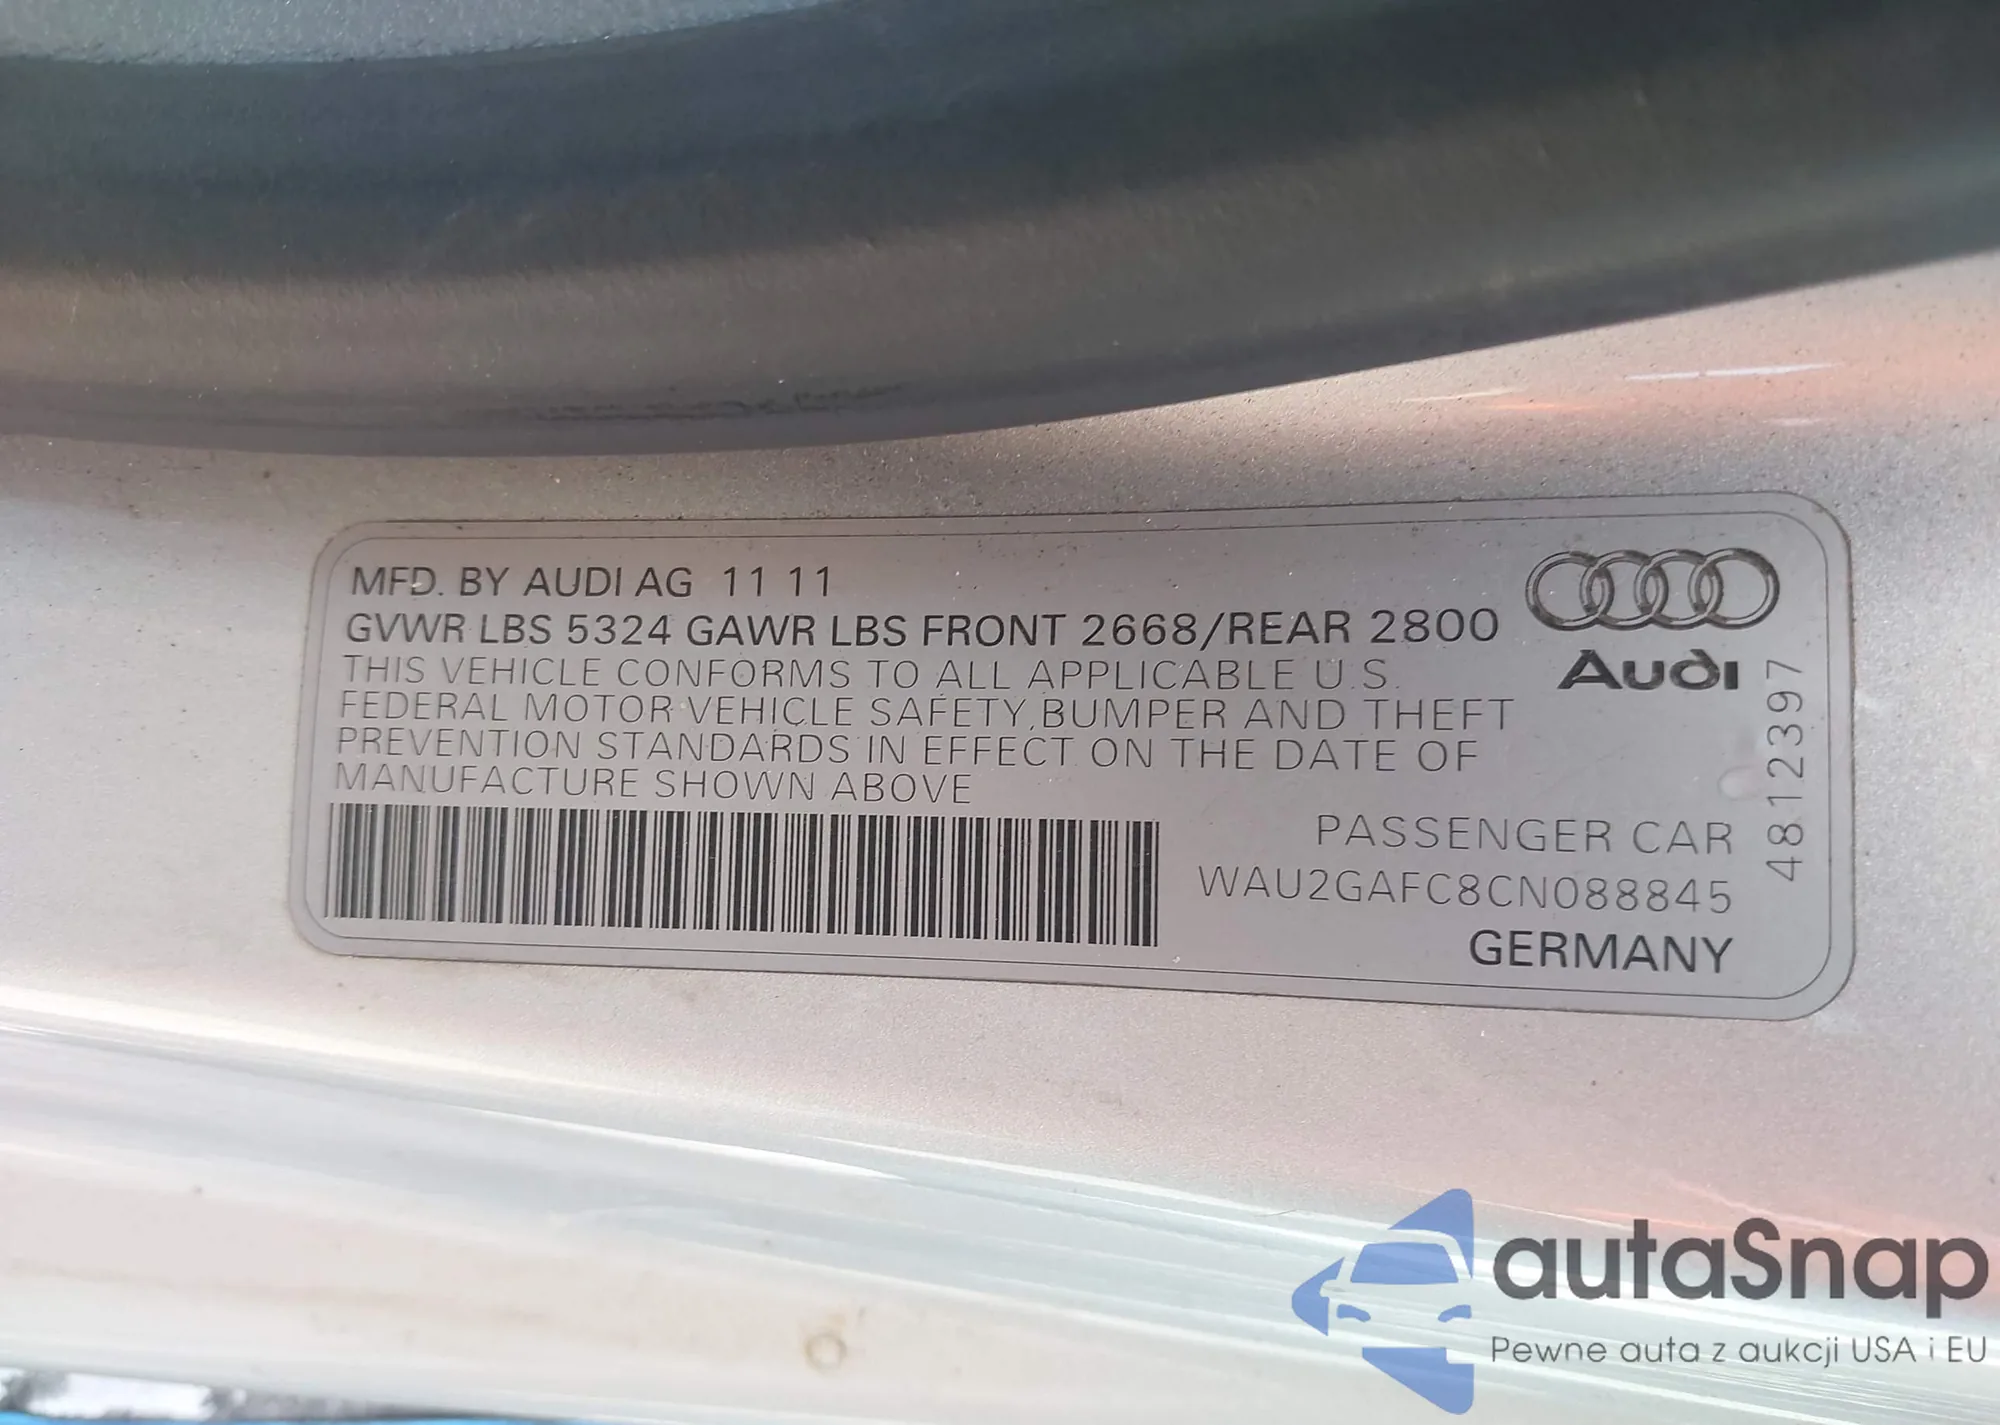 MFD. BY AUDI AG 11 11
GVWR LBS 5324 GAWR LBS FRONT 2668/REAR 2800
THIS VEHICLE CONFORMS TO ALL APPLICABLE U.S.
FEDERAL MOTOR VEHICLE SAFETY, BUMPER AND THEFT
PREVENTION STANDARDS IN EFFECT ON THE DATE OF
MANUFACTURE SHOWN ABOVE
Audi
4812397
PASSENGER CAR
WAU2GAFC8CN088845
GERMANY
autaSnap
Pewne auta z aukcji USA i EU